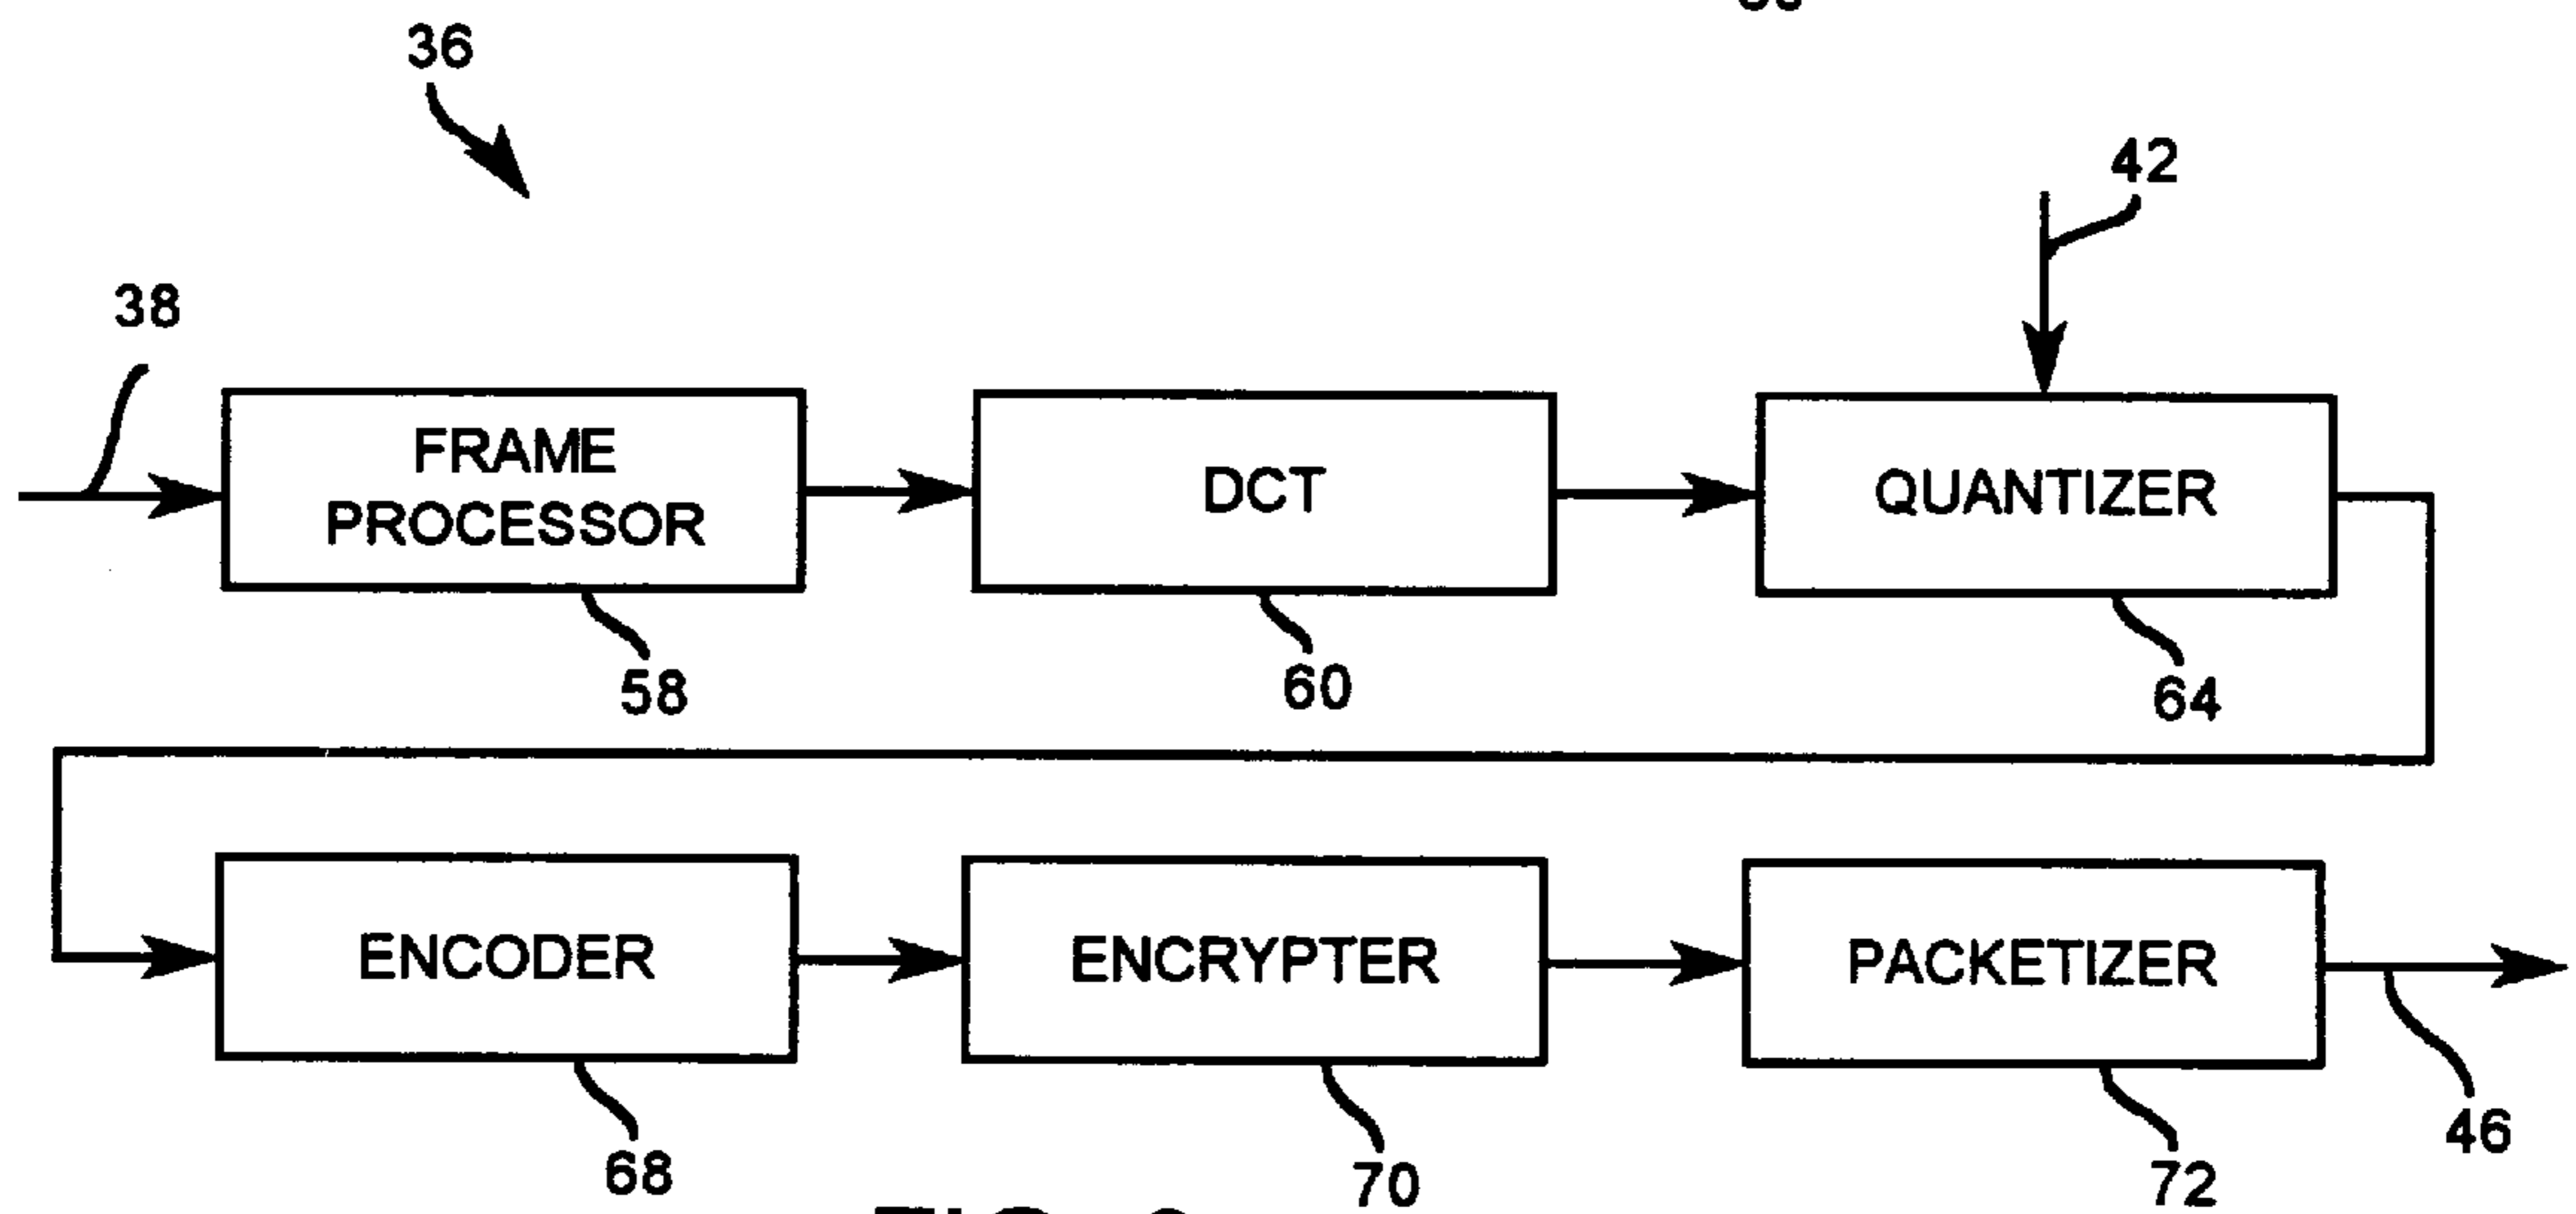 36
42
38
FRAME
PROCESSOR
DCT
QUANTIZER
58
60
64
ENCODER
ENCRYPTER
PACKETIZER
46
68
70
72